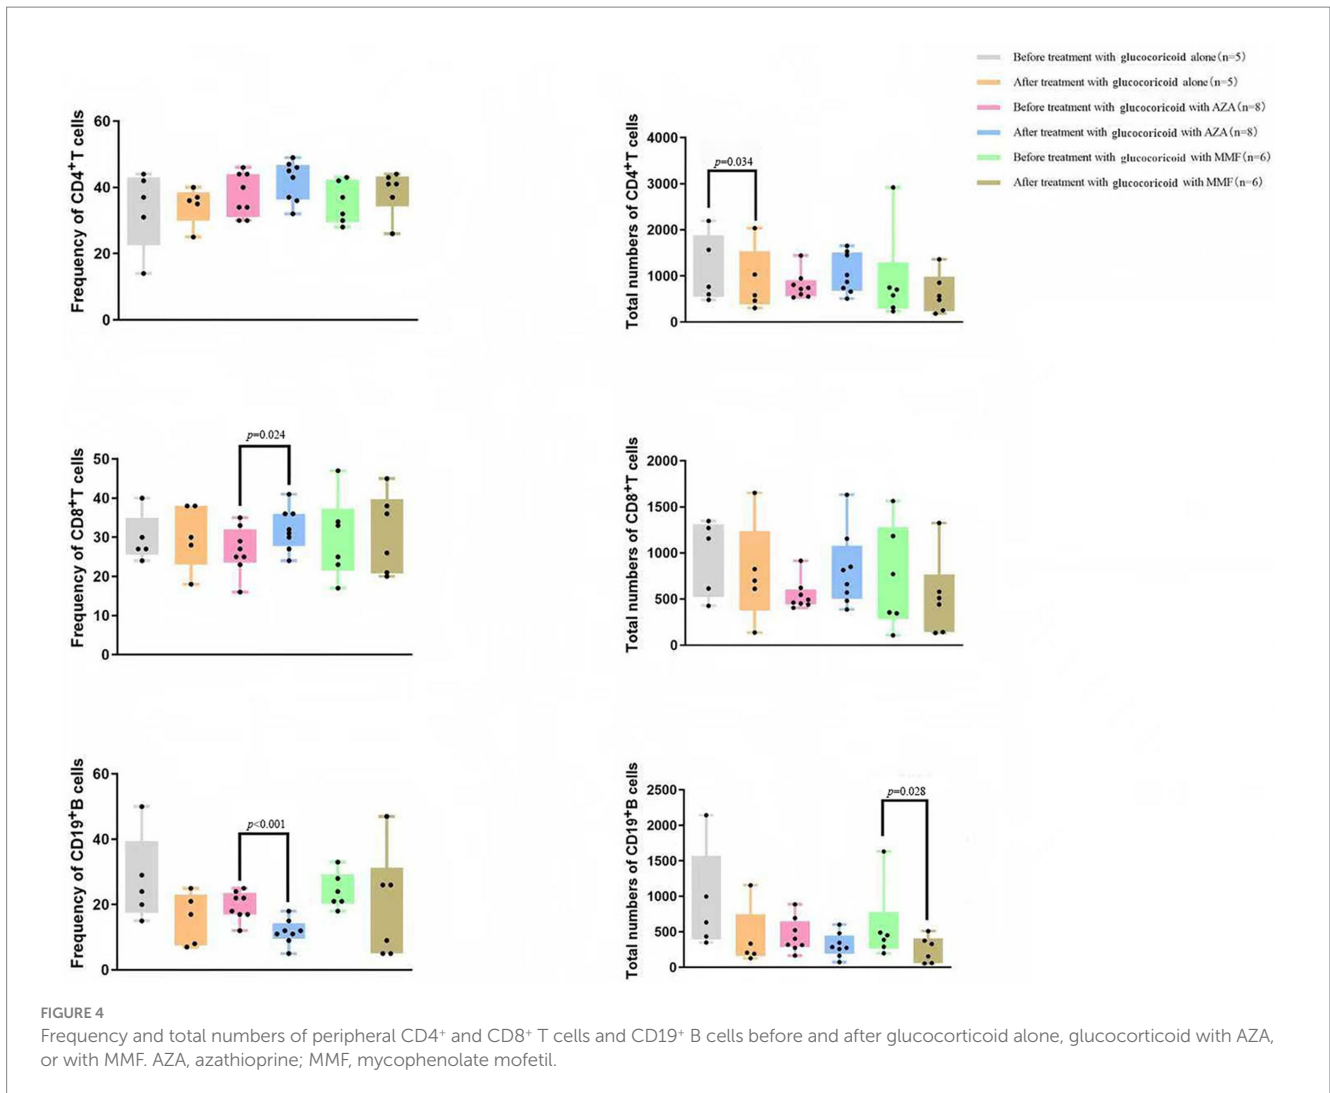 Before treatment with glucocoricoid alone(n=5)
After treatment with glucocoricoid alone(n=5)
Before treatment with glucocoricoid with AZA(n=8)
After treatment with glucocoricoid with AZA(n=8)
Before treatment with glucocoricoid with MMF(n=6)
After treatment with glucocoricoid with MMF(n=6)
Frequency of CD4+T cells
60
40
20
0
Total numbers of CD4+T cells
4000
3000
2000
1000
0
p=0.034
Frequency of CD8+T cells
50
40
30
20
10
0
p=0.024
Total numbers of CD8+T cells
2000
1500
1000
500
0
Frequency of CD19+B cells
60
40
20
0
p<0.001
Total numbers of CD19+B cells
2500
2000
1500
1000
500
0
p=0.028
FIGURE 4
Frequency and total numbers of peripheral CD4+ and CD8+ T cells and CD19+ B cells before and after glucocorticoid alone, glucocorticoid with AZA,
or with MMF. AZA, azathioprine; MMF, mycophenolate mofetil.